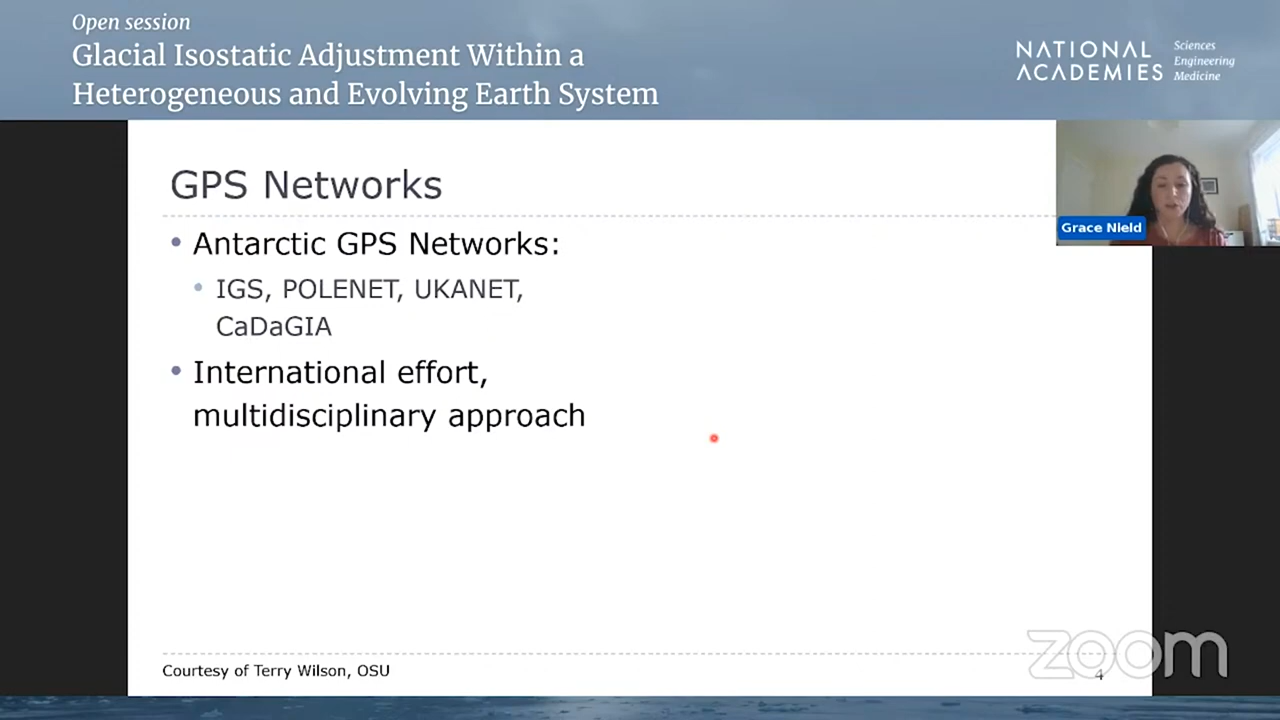 Open session
Glacial Isostatic Adjustment Within a
Heterogeneous and Evolving Earth System
NATIONAL
ACADEMIES
Sciences
Engineering
Medicine
GPS Networks
Grace Nield
• Antarctic GPS Networks:
• IGS, POLENET, UKANET,
CaDaGIA
• International effort,
multidisciplinary approach
zoom
Courtesy of Terry Wilson, OSU
4